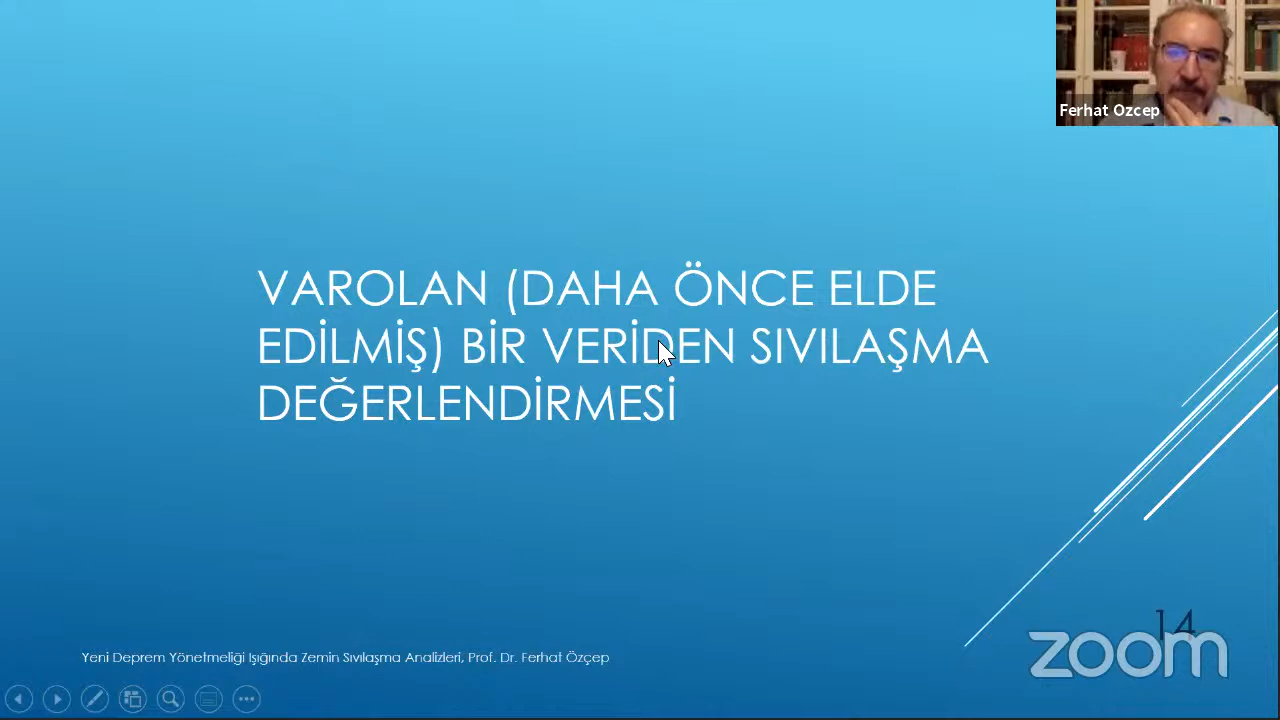 Ferhat Ozcep
VAROLAN (DAHA ÖNCE ELDE
EDİLMİŞ) BİR VERİDEN SIVILAŞMA
DEĞERLENDİRMESİ
14
Yeni Deprem Yönetmeliği Işığında Zemin Sıvılaşma Analizleri, Prof. Dr. Ferhat Özçep
zoom